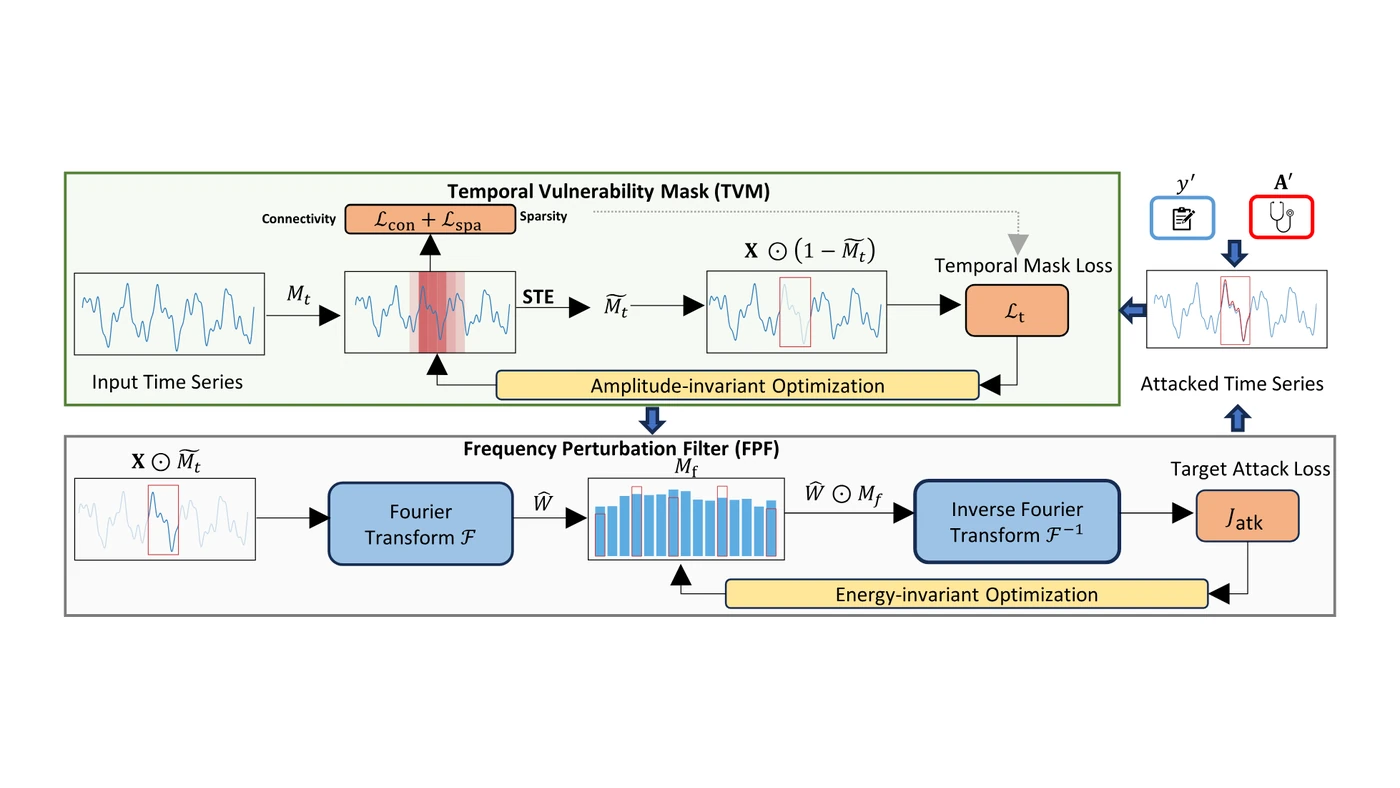 Temporal Vulnerability Mask (TVM)
Connectivity
ℒcon + ℒspa
Sparsity
Mt
STE
M̃t
X ⊙ (1 − M̃t)
Temporal Mask Loss
ℒt
Input Time Series
Amplitude-invariant Optimization
y′
A′
Attacked Time Series
Frequency Perturbation Filter (FPF)
X ⊙ M̃t
Fourier
Transform ℱ
Ŵ
Mf
Ŵ ⊙ Mf
Inverse Fourier
Transform ℱ⁻¹
Target Attack Loss
Jatk
Energy-invariant Optimization